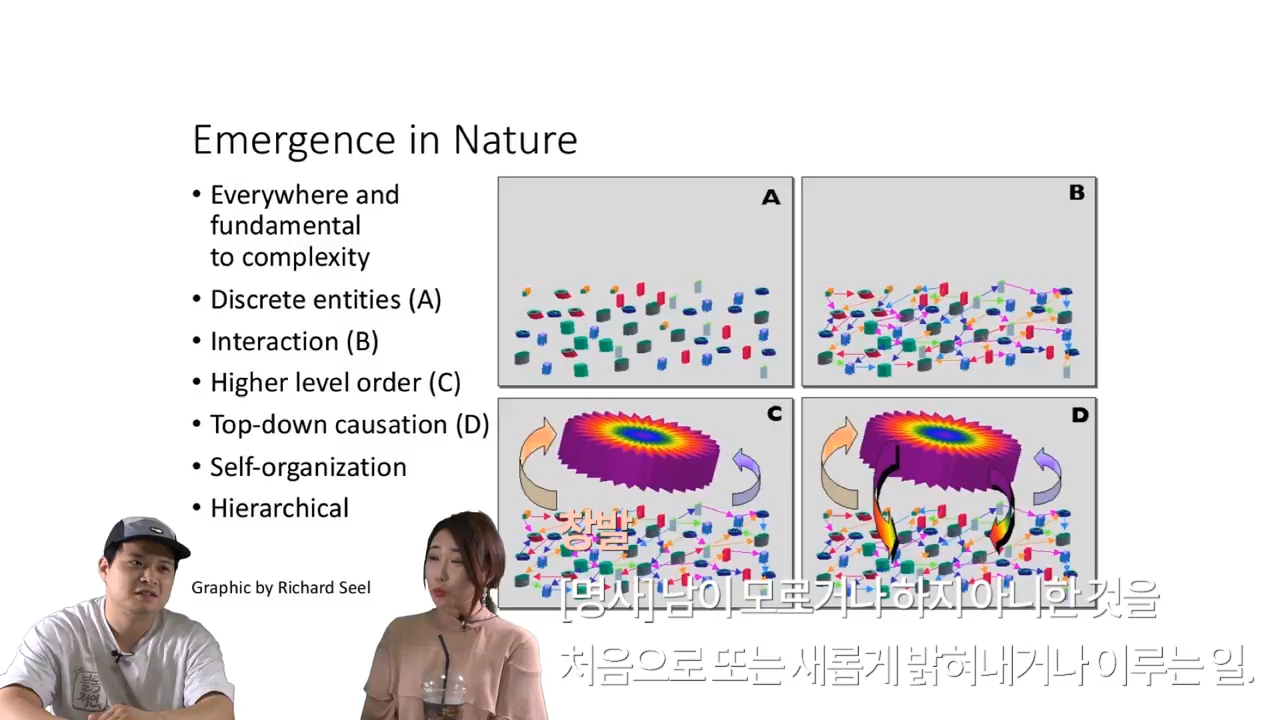 Emergence in Nature
• Everywhere and
fundamental
to complexity
• Discrete entities (A)
• Interaction (B)
• Higher level order (C)
• Top-down causation (D)
• Self-organization
• Hierarchical
Graphic by Richard Seel
A
B
C
D
창발
[명사] 남이 모르거나 하지 아니한 것을
처음으로 또는 새롭게 밝혀내거나 이루는 일.